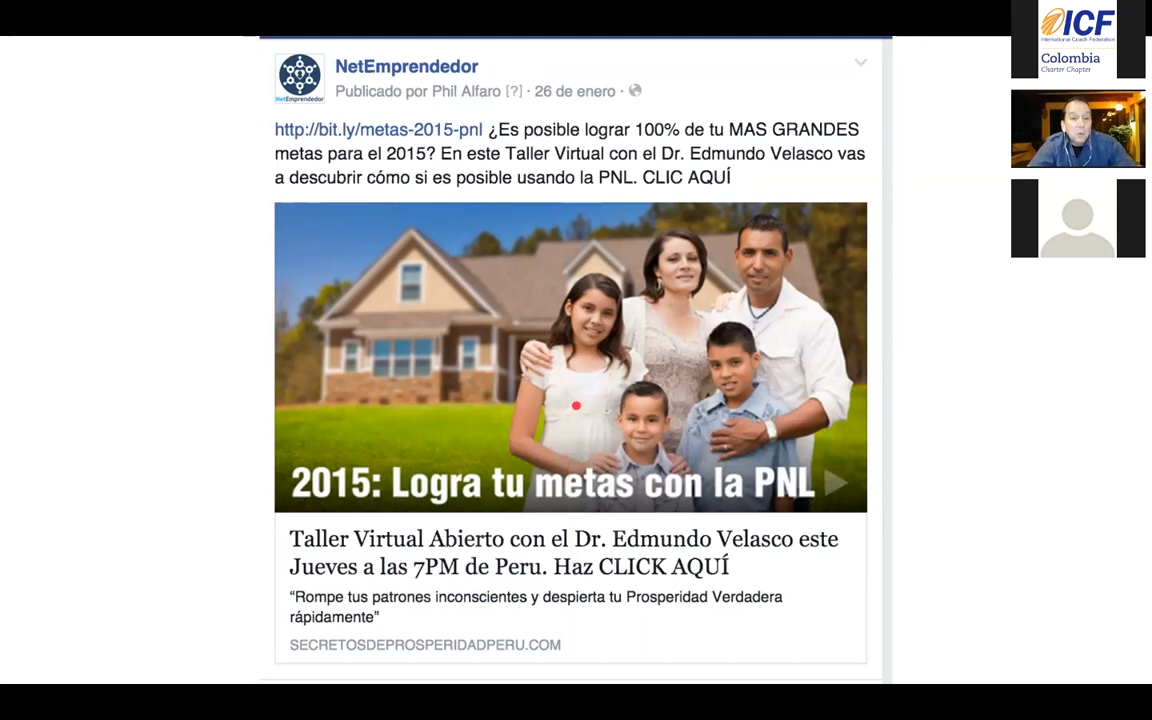 NetEmprendedor
NetEmprendedor
Publicado por Phil Alfaro [?] · 26 de enero ·
http://bit.ly/metas-2015-pnl ¿Es posible lograr 100% de tu MAS GRANDES
metas para el 2015? En este Taller Virtual con el Dr. Edmundo Velasco vas
a descubrir cómo si es posible usando la PNL. CLIC AQUÍ
2015: Logra tu metas con la PNL
Taller Virtual Abierto con el Dr. Edmundo Velasco este
Jueves a las 7PM de Peru. Haz CLICK AQUÍ
“Rompe tus patrones inconscientes y despierta tu Prosperidad Verdadera
rápidamente”
SECRETOSDEPROSPERIDADPERU.COM
ICF
International Coach Federation
Colombia
Charter Chapter